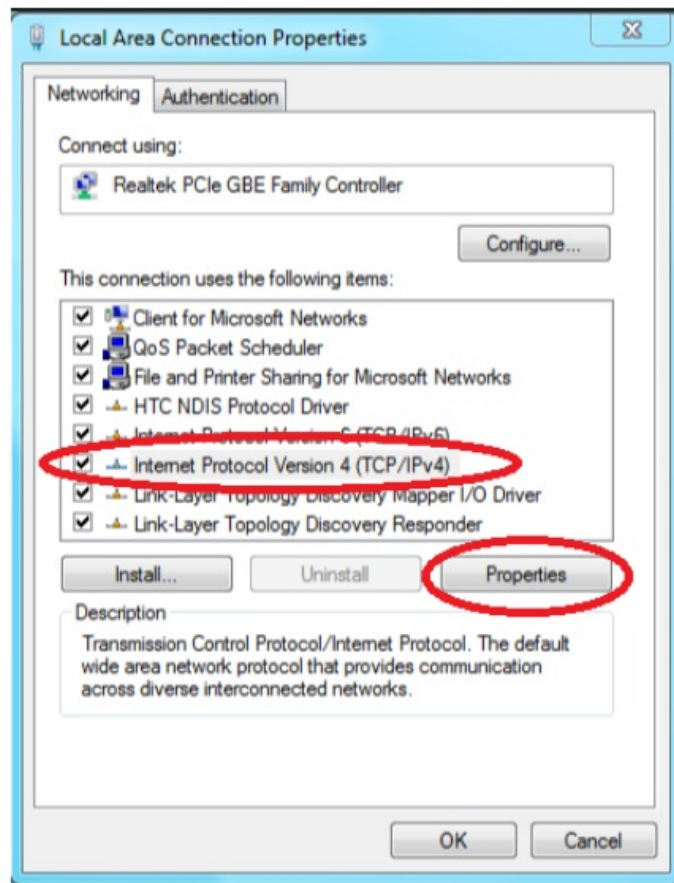 Local Area Connection Properties
Networking
Authentication
Connect using:
Realtek PCIe GBE Family Controller
Configure...
This connection uses the following items:
Client for Microsoft Networks
QoS Packet Scheduler
File and Printer Sharing for Microsoft Networks
HTC NDIS Protocol Driver
Internet Protocol Version 6 (TCP/IPv6)
Internet Protocol Version 4 (TCP/IPv4)
Link-Layer Topology Discovery Mapper I/O Driver
Link-Layer Topology Discovery Responder
Install...
Uninstall
Properties
Description
Transmission Control Protocol/Internet Protocol. The default
wide area network protocol that provides communication
across diverse interconnected networks.
OK
Cancel